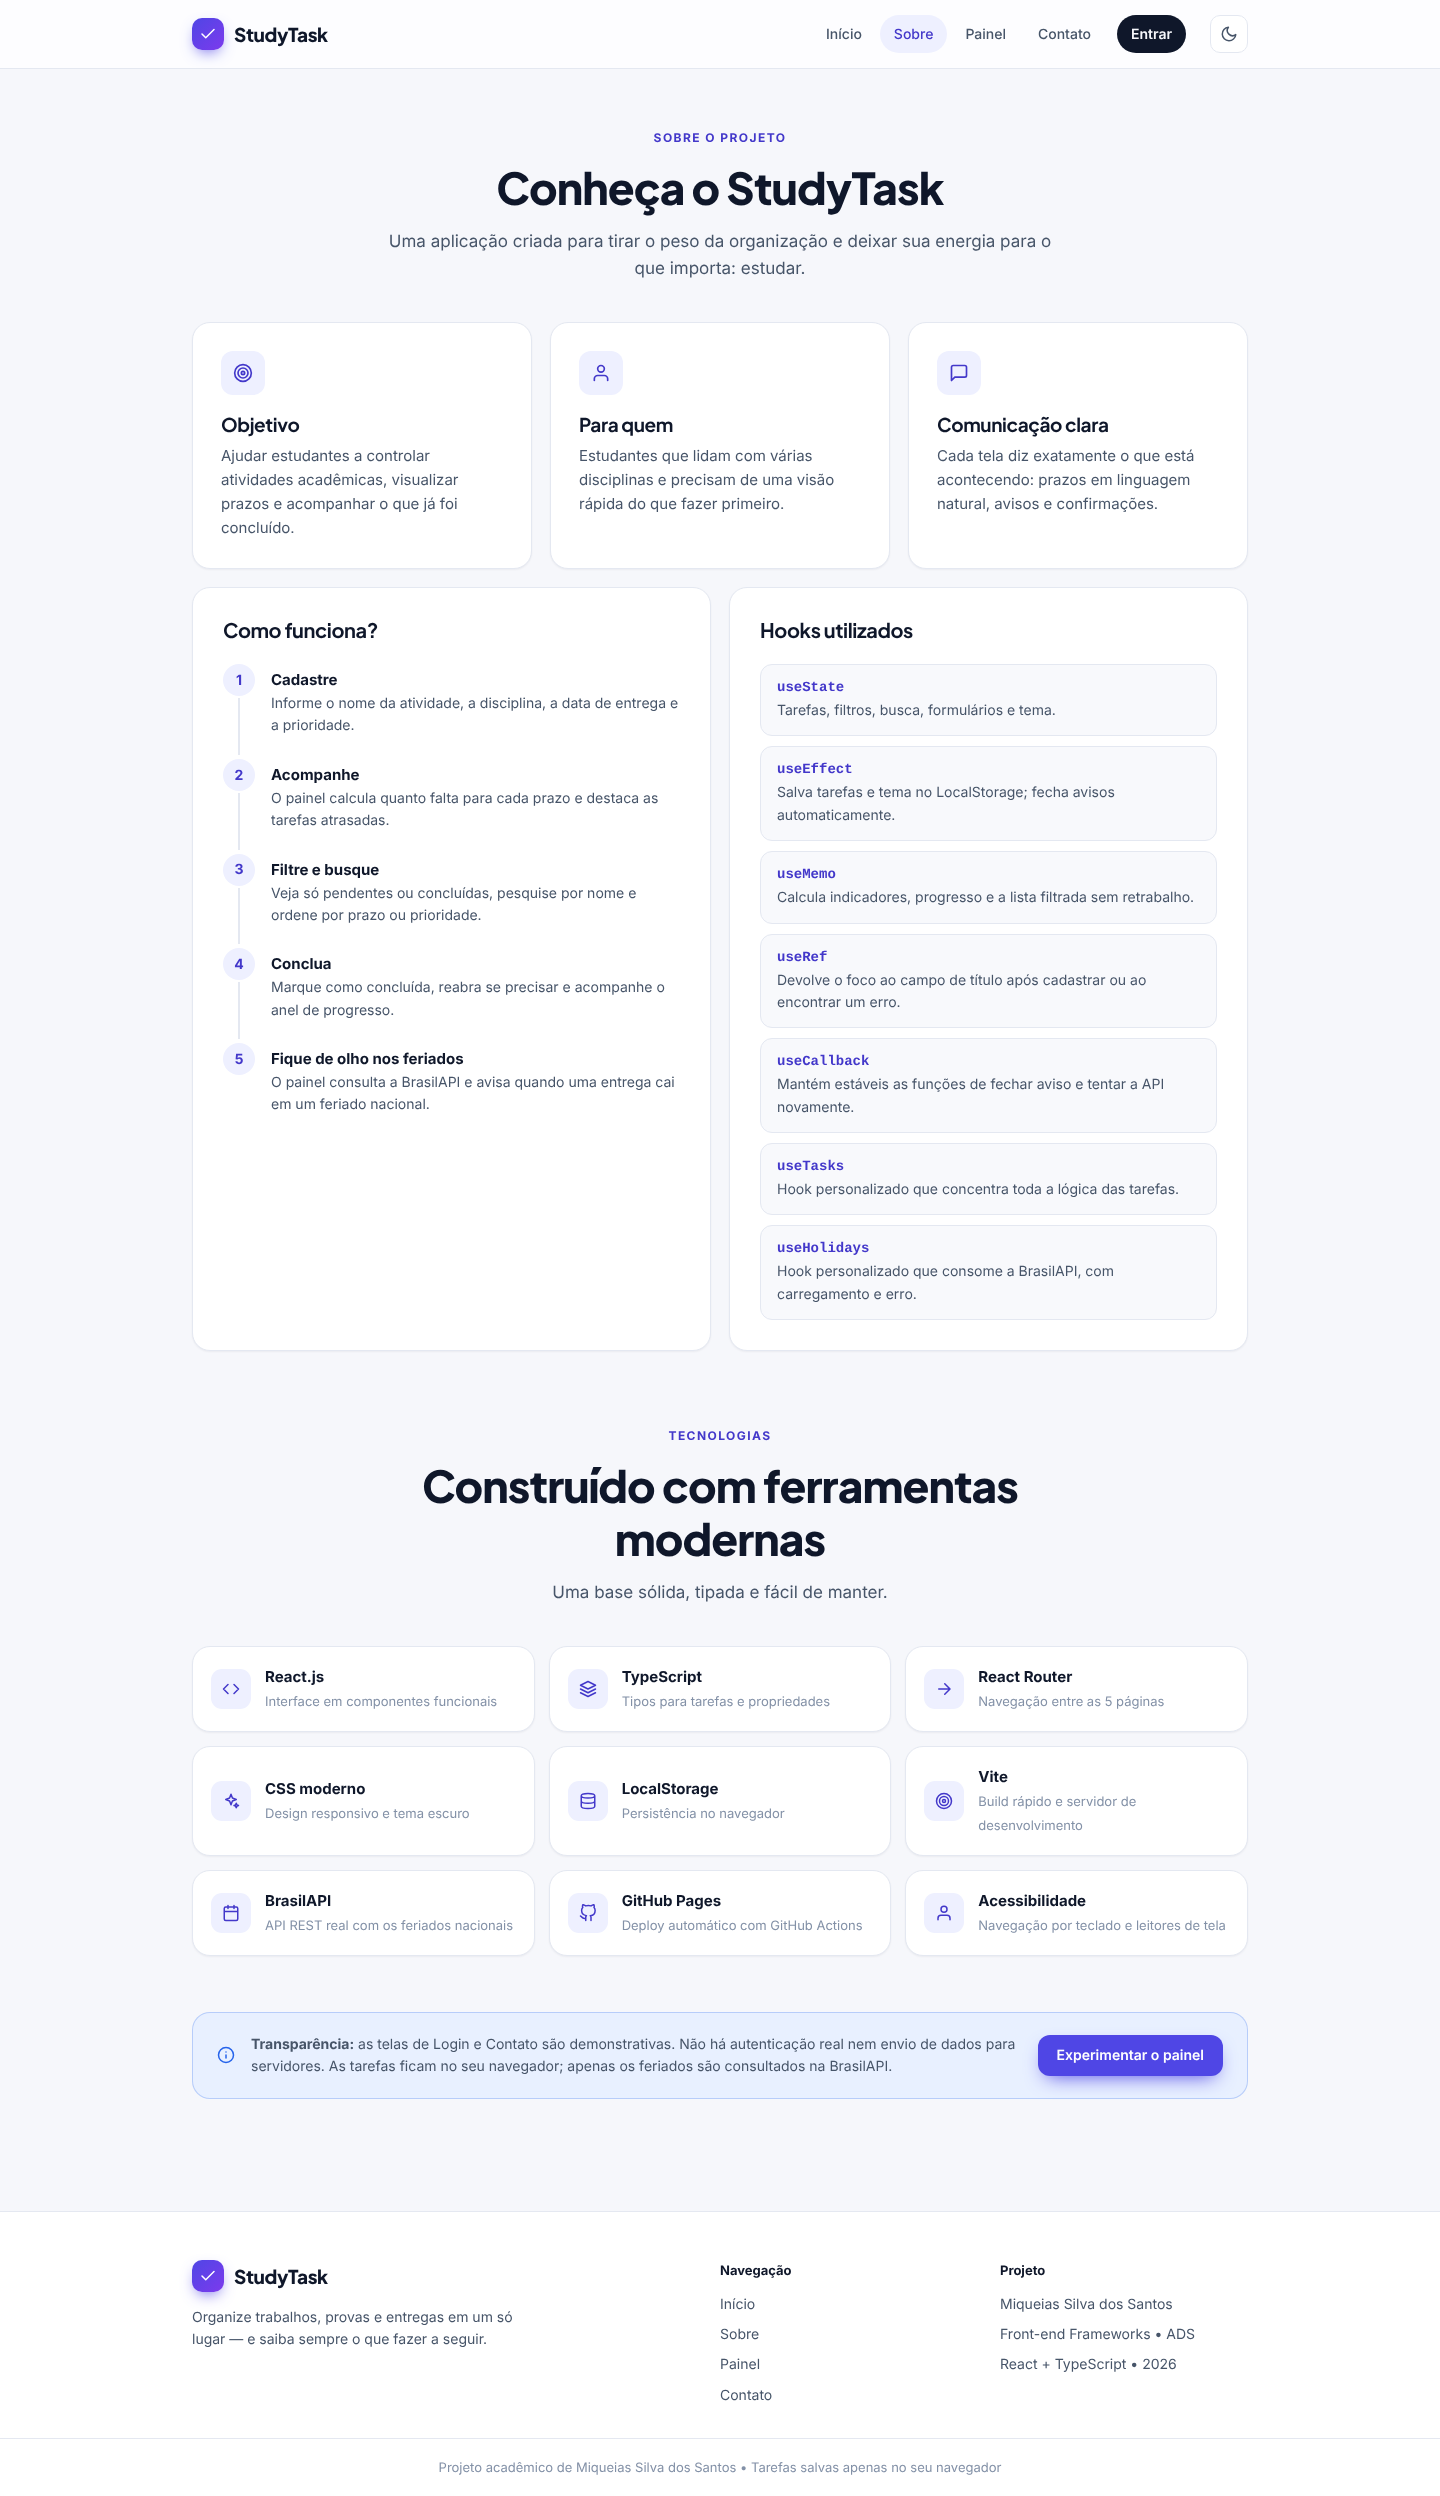 StudyTask
Início
Sobre
Painel
Contato
Entrar
SOBRE O PROJETO
Conheça o StudyTask
Uma aplicação criada para tirar o peso da organização e deixar sua energia para o
que importa: estudar.
Objetivo
Ajudar estudantes a controlar
atividades acadêmicas, visualizar
prazos e acompanhar o que já foi
concluído.
Para quem
Estudantes que lidam com várias
disciplinas e precisam de uma visão
rápida do que fazer primeiro.
Comunicação clara
Cada tela diz exatamente o que está
acontecendo: prazos em linguagem
natural, avisos e confirmações.
Como funciona?
1
Cadastre
Informe o nome da atividade, a disciplina, a data de entrega e
a prioridade.
2
Acompanhe
O painel calcula quanto falta para cada prazo e destaca as
tarefas atrasadas.
3
Filtre e busque
Veja só pendentes ou concluídas, pesquise por nome e
ordene por prazo ou prioridade.
4
Conclua
Marque como concluída, reabra se precisar e acompanhe o
anel de progresso.
5
Fique de olho nos feriados
O painel consulta a BrasilAPI e avisa quando uma entrega cai
em um feriado nacional.
Hooks utilizados
useState
Tarefas, filtros, busca, formulários e tema.
useEffect
Salva tarefas e tema no LocalStorage; fecha avisos
automaticamente.
useMemo
Calcula indicadores, progresso e a lista filtrada sem retrabalho.
useRef
Devolve o foco ao campo de título após cadastrar ou ao
encontrar um erro.
useCallback
Mantém estáveis as funções de fechar aviso e tentar a API
novamente.
useTasks
Hook personalizado que concentra toda a lógica das tarefas.
useHolidays
Hook personalizado que consome a BrasilAPI, com
carregamento e erro.
TECNOLOGIAS
Construído com ferramentas
modernas
Uma base sólida, tipada e fácil de manter.
React.js
Interface em componentes funcionais
TypeScript
Tipos para tarefas e propriedades
React Router
Navegação entre as 5 páginas
CSS moderno
Design responsivo e tema escuro
LocalStorage
Persistência no navegador
Vite
Build rápido e servidor de
desenvolvimento
BrasilAPI
API REST real com os feriados nacionais
GitHub Pages
Deploy automático com GitHub Actions
Acessibilidade
Navegação por teclado e leitores de tela
Transparência: as telas de Login e Contato são demonstrativas. Não há autenticação real nem envio de dados para
servidores. As tarefas ficam no seu navegador; apenas os feriados são consultados na BrasilAPI.
Experimentar o painel
StudyTask
Organize trabalhos, provas e entregas em um só
lugar — e saiba sempre o que fazer a seguir.
Navegação
Início
Sobre
Painel
Contato
Projeto
Miqueias Silva dos Santos
Front-end Frameworks • ADS
React + TypeScript • 2026
Projeto acadêmico de Miqueias Silva dos Santos • Tarefas salvas apenas no seu navegador